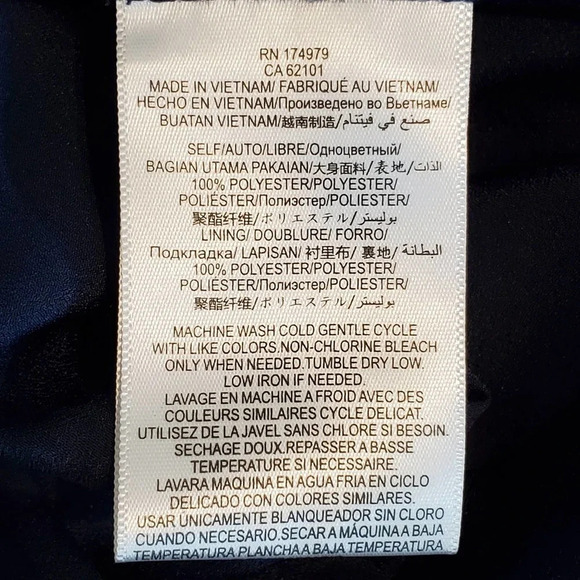 RN 174979
CA 62101
MADE IN VIETNAM/ FABRIQUÉ AU VIETNAM/
HECHO EN VIETNAM/Произведено во Вьетнаме/
BUATAN VIETNAM/越南制造/صنع في فيتنام/
SELF/AUTO/LIBRE/Одноцветный/
BAGIAN UTAMA PAKAIAN/大身面料/表地/الذات/
100% POLYESTER/POLYESTER/
POLIÉSTER/Полиэстер/POLIESTER/
聚酯纤维/ポリエステル/بوليستر/
LINING/ DOUBLURE/ FORRO/
Подкладка/ LAPISAN/ 衬里布/ 裏地/ البطانة/
100% POLYESTER/POLYESTER/
POLIÉSTER/Полиэстер/POLIESTER/
聚酯纤维/ポリエステル/بوليستر/
MACHINE WASH COLD GENTLE CYCLE
WITH LIKE COLORS.NON-CHLORINE BLEACH
ONLY WHEN NEEDED.TUMBLE DRY LOW.
LOW IRON IF NEEDED.
LAVAGE EN MACHINE A FROID AVEC DES
COULEURS SIMILAIRES CYCLE DELICAT.
UTILISEZ DE LA JAVEL SANS CHLORE SI BESOIN.
SECHAGE DOUX.REPASSER A BASSE
TEMPERATURE SI NECESSAIRE.
LAVARA MAQUINA EN AGUA FRIA EN CICLO
DELICADO CON COLORES SIMILARES.
USAR ÚNICAMENTE BLANQUEADOR SIN CLORO
CUANDO NECESARIO.SECAR A MÁQUINA A BAJA
TEMPERATURA PLANCHA A BAJA TEMPERATURA